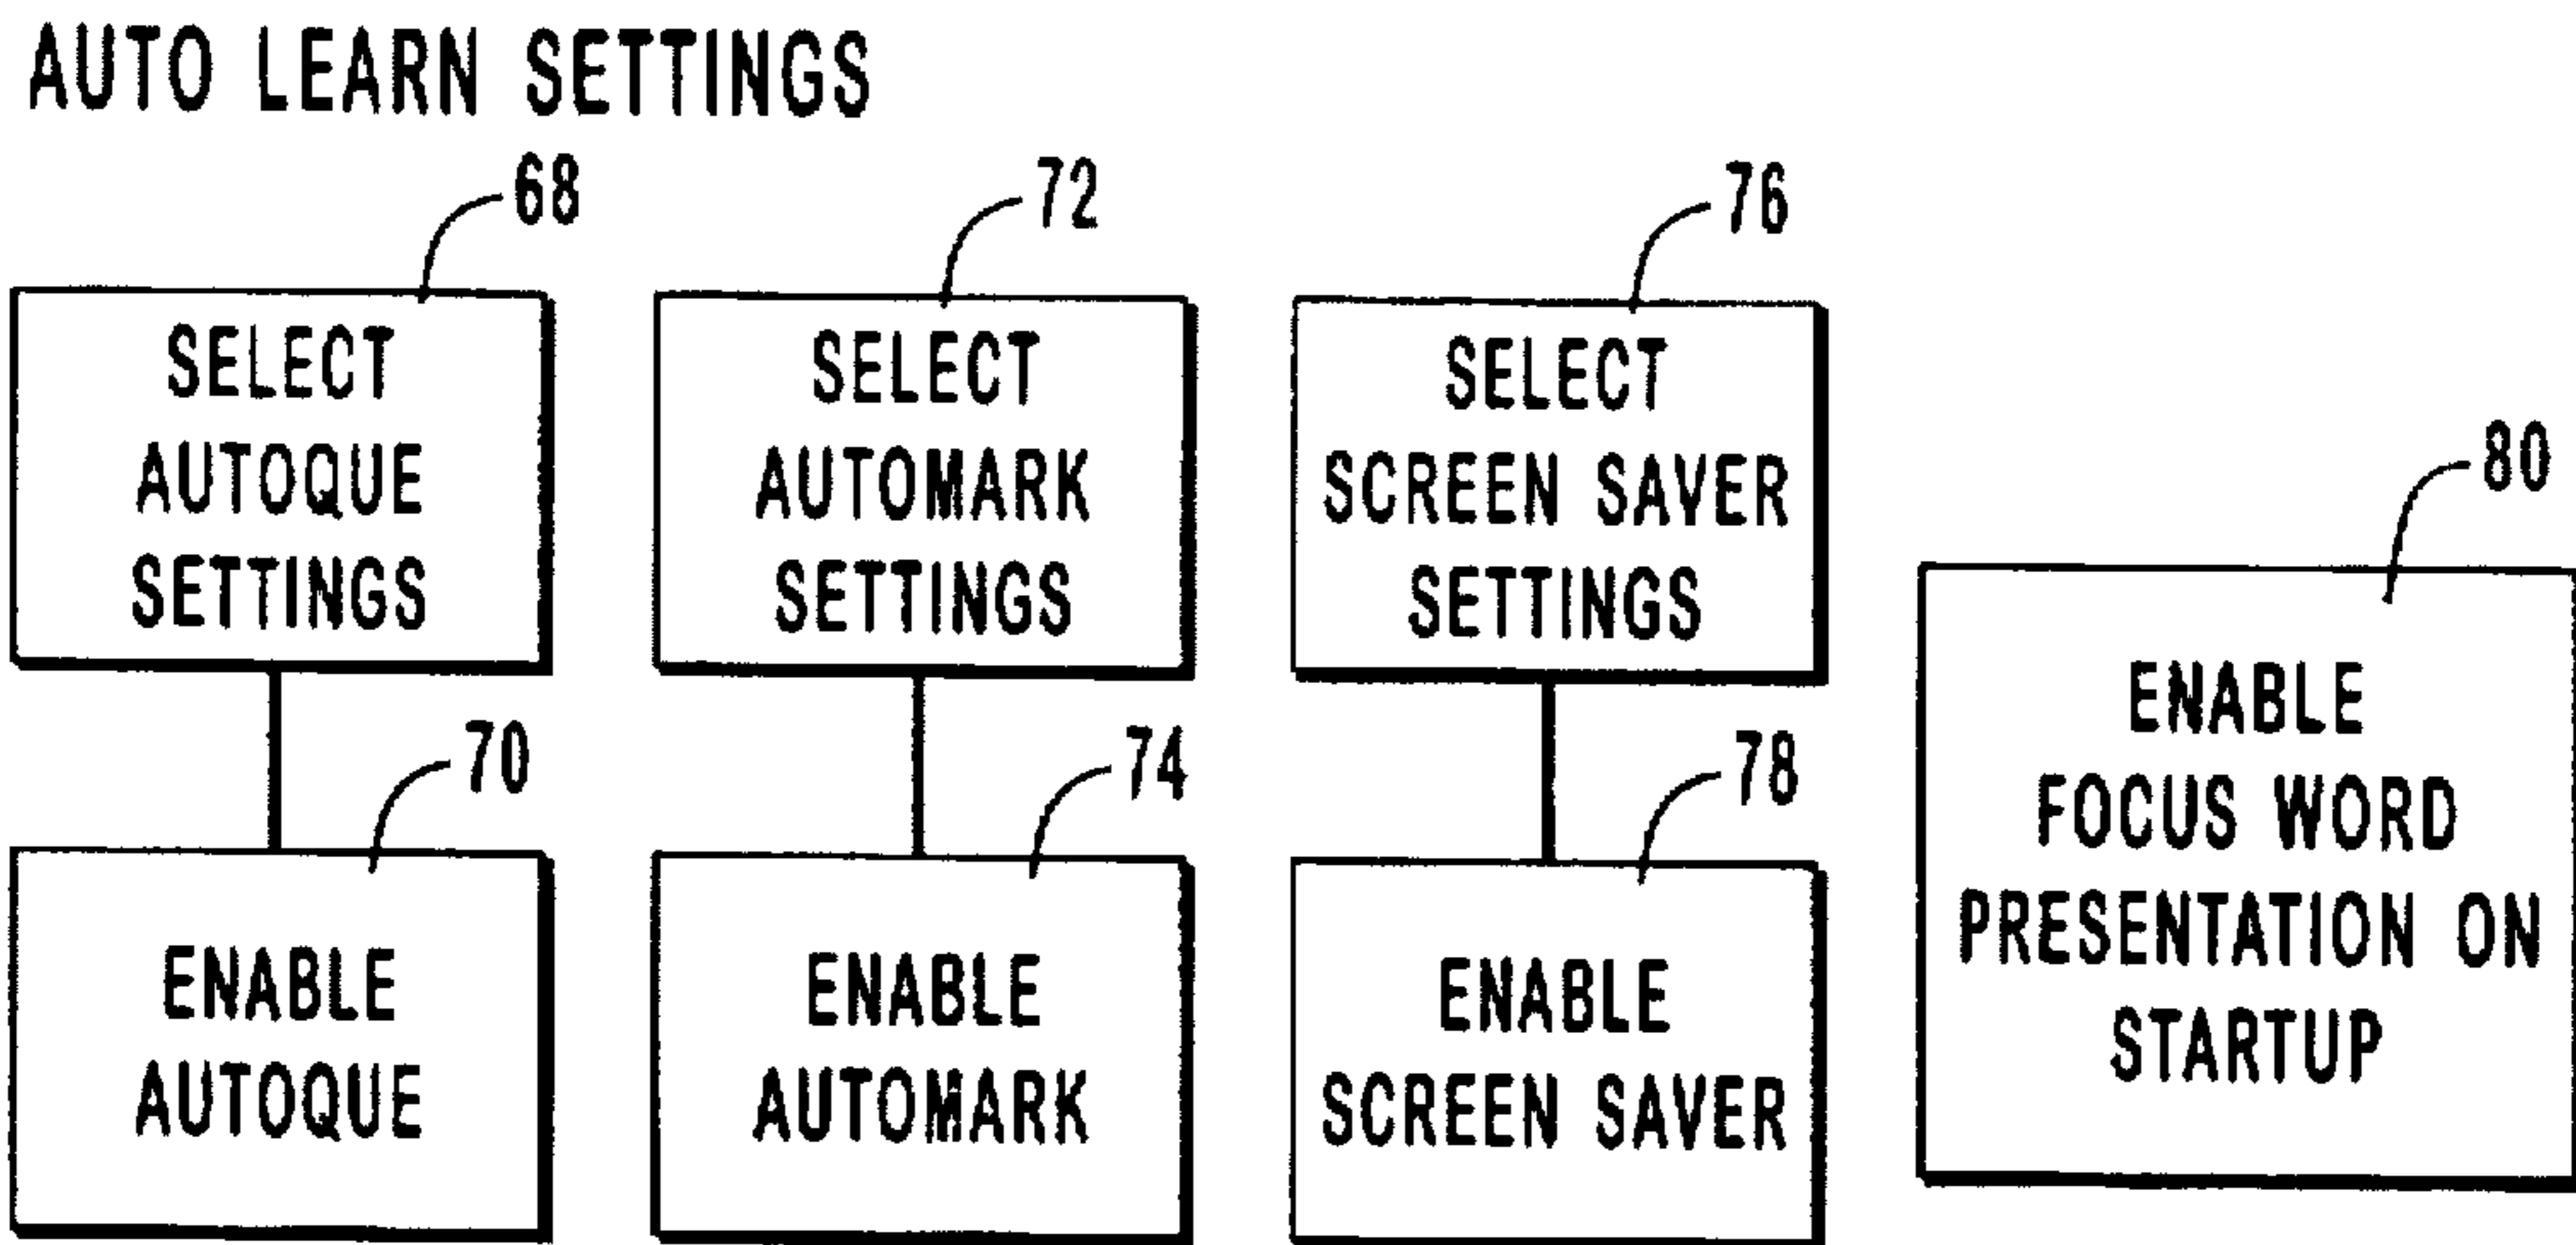 AUTO LEARN SETTINGS
68
SELECT
AUTOQUE
SETTINGS
72
SELECT
AUTOMARK
SETTINGS
76
SELECT
SCREEN SAVER
SETTINGS
70
ENABLE
AUTOQUE
74
ENABLE
AUTOMARK
78
ENABLE
SCREEN SAVER
80
ENABLE
FOCUS WORD
PRESENTATION ON
STARTUP